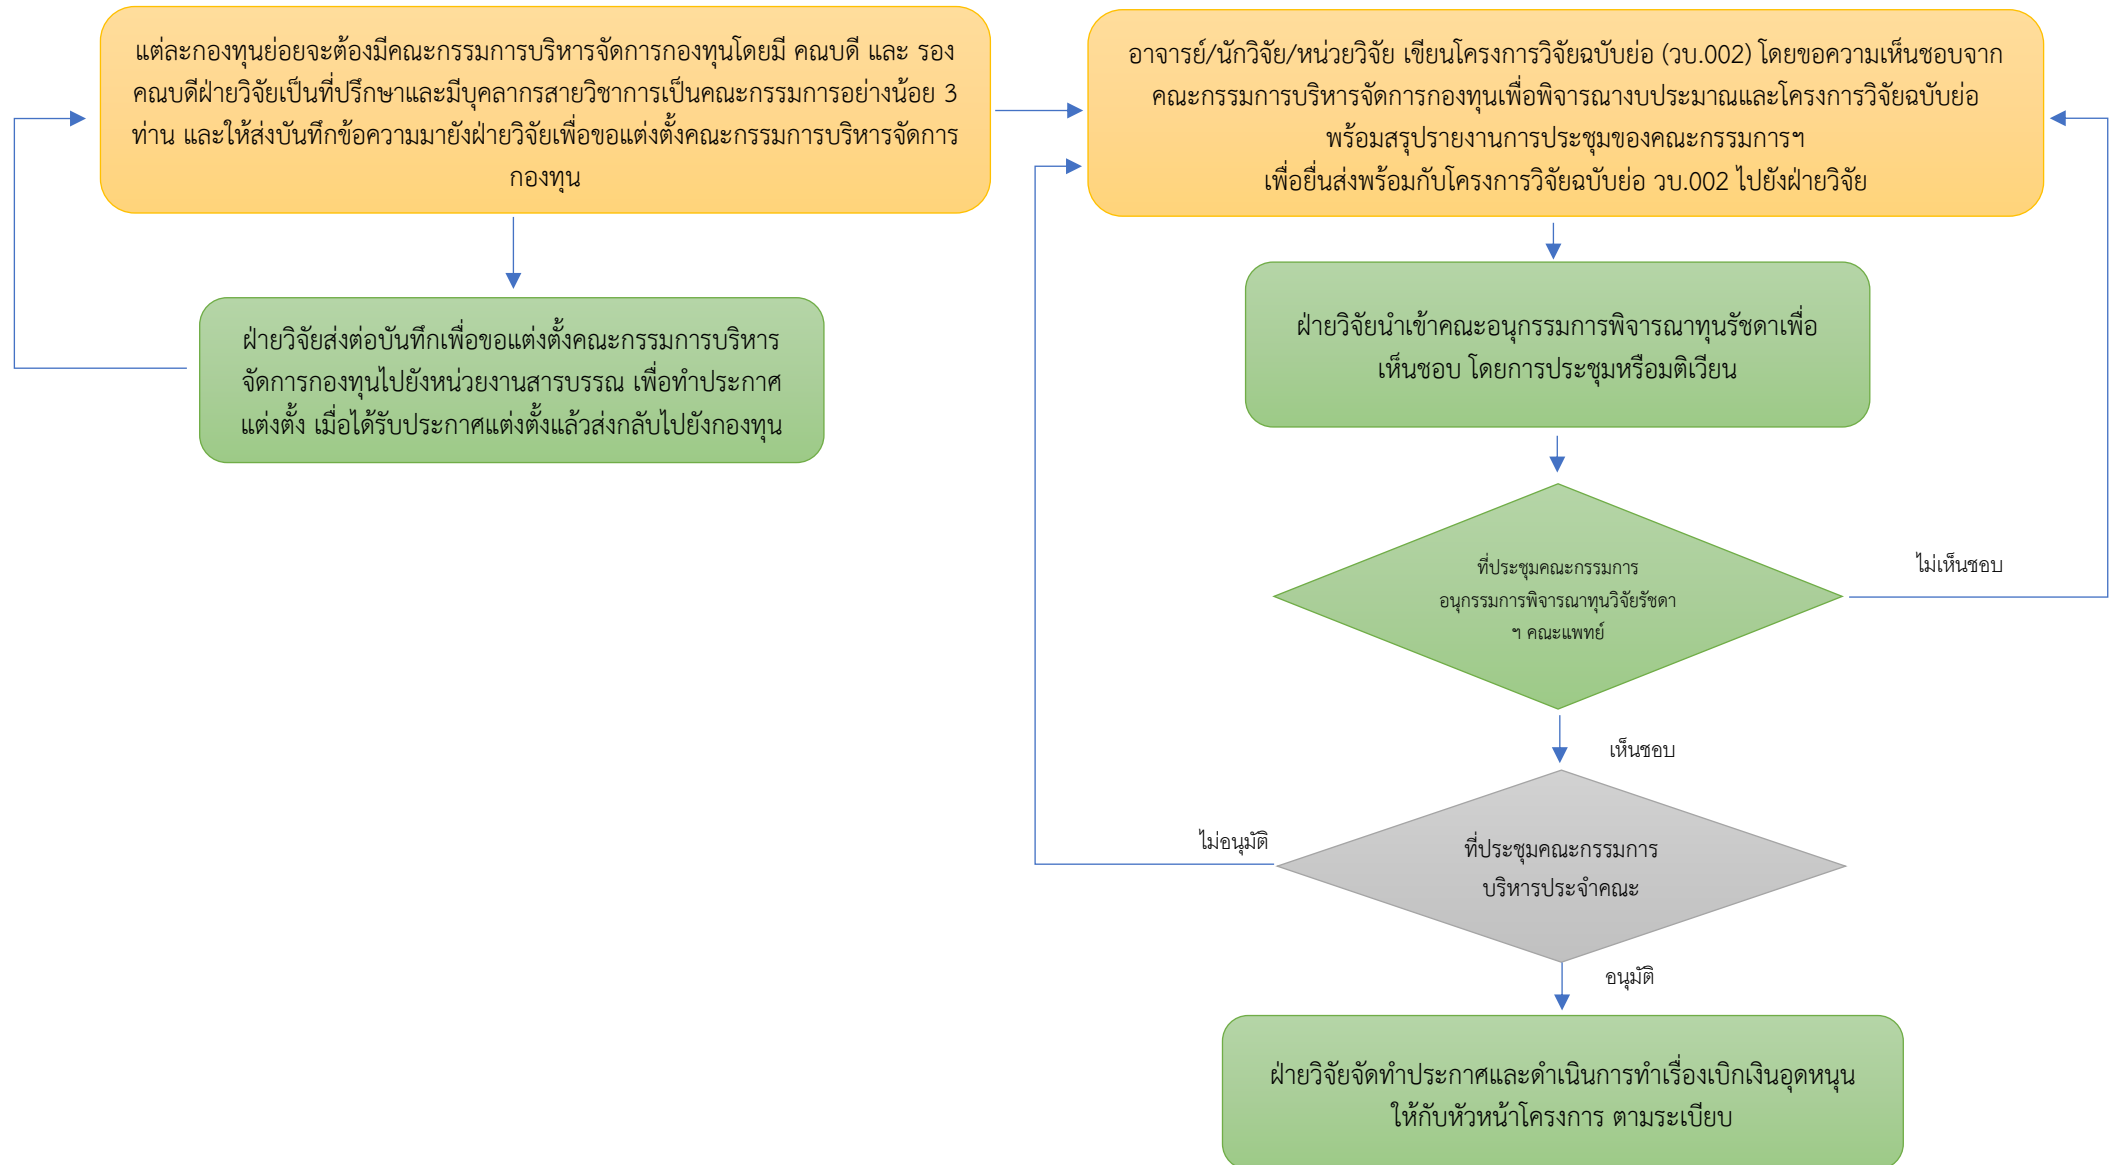 แต่ละกองทุนย่อยจะต้องมีคณะกรรมการบริหารจัดการกองทุนโดยมี คณบดี และ รอง
คณบดีฝ่ายวิจัยเป็นที่ปรึกษาและมีบุคลากรสายวิชาการเป็นคณะกรรมการอย่างน้อย 3
ท่าน และให้ส่งบันทึกข้อความมายังฝ่ายวิจัยเพื่อขอแต่งตั้งคณะกรรมการบริหารจัดการ
กองทุน
ฝ่ายวิจัยส่งต่อบันทึกเพื่อขอแต่งตั้งคณะกรรมการบริหาร
จัดการกองทุนไปยังหน่วยงานสารบรรณ เพื่อทำประกาศ
แต่งตั้ง เมื่อได้รับประกาศแต่งตั้งแล้วส่งกลับไปยังกองทุน
อาจารย์/นักวิจัย/หน่วยวิจัย เขียนโครงการวิจัยฉบับย่อ (วบ.002) โดยขอความเห็นชอบจาก
คณะกรรมการบริหารจัดการกองทุนเพื่อพิจารณางบประมาณและโครงการวิจัยฉบับย่อ
พร้อมสรุปรายงานการประชุมของคณะกรรมการฯ
เพื่อยื่นส่งพร้อมกับโครงการวิจัยฉบับย่อ วบ.002 ไปยังฝ่ายวิจัย
ฝ่ายวิจัยนำเข้าคณะอนุกรรมการพิจารณาทุนรัชดาเพื่อ
เห็นชอบ โดยการประชุมหรือมติเวียน
ที่ประชุมคณะกรรมการ
อนุกรรมการพิจารณาทุนวิจัยรัชดา
ฯ คณะแพทย์
ไม่เห็นชอบ
เห็นชอบ
ที่ประชุมคณะกรรมการ
บริหารประจำคณะ
ไม่อนุมัติ
อนุมัติ
ฝ่ายวิจัยจัดทำประกาศและดำเนินการทำเรื่องเบิกเงินอุดหนุน
ให้กับหัวหน้าโครงการ ตามระเบียบ